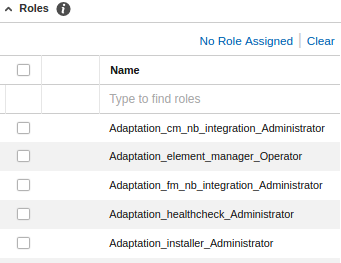 Roles
No Role Assigned Clear
Name
Type to find roles
Adaptation_cm_nb_integration_Administrator
Adaptation_element_manager_Operator
Adaptation_fm_nb_integration_Administrator
Adaptation_healthcheck_Administrator
Adaptation_installer_Administrator